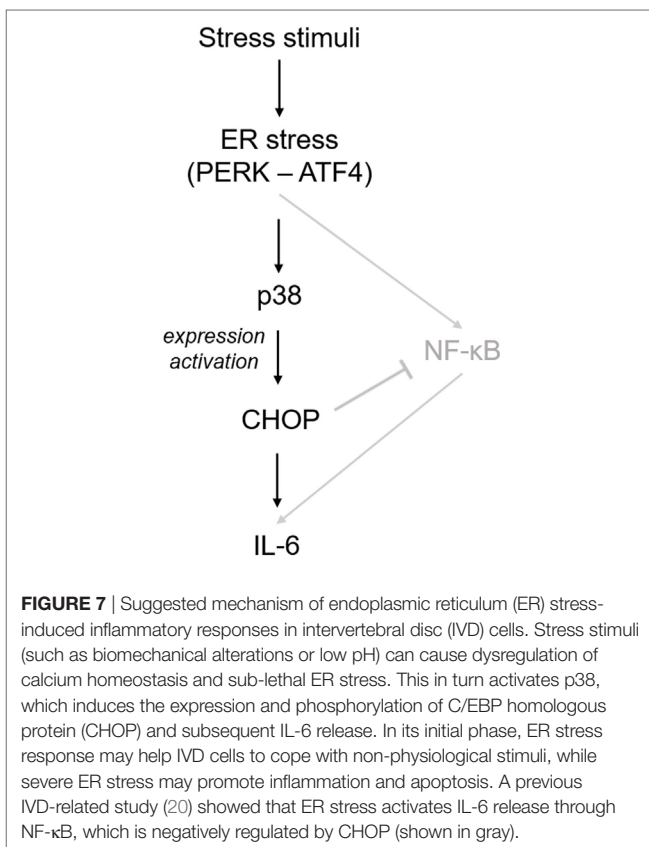 Stress stimuli
ER stress
(PERK – ATF4)
p38
expression
activation
NF-κB
CHOP
IL-6
FIGURE 7 | Suggested mechanism of endoplasmic reticulum (ER) stress-
induced inflammatory responses in intervertebral disc (IVD) cells. Stress stimuli
(such as biomechanical alterations or low pH) can cause dysregulation of
calcium homeostasis and sub-lethal ER stress. This in turn activates p38,
which induces the expression and phosphorylation of C/EBP homologous
protein (CHOP) and subsequent IL-6 release. In its initial phase, ER stress
response may help IVD cells to cope with non-physiological stimuli, while
severe ER stress may promote inflammation and apoptosis. A previous
IVD-related study (20) showed that ER stress activates IL-6 release through
NF-κB, which is negatively regulated by CHOP (shown in gray).